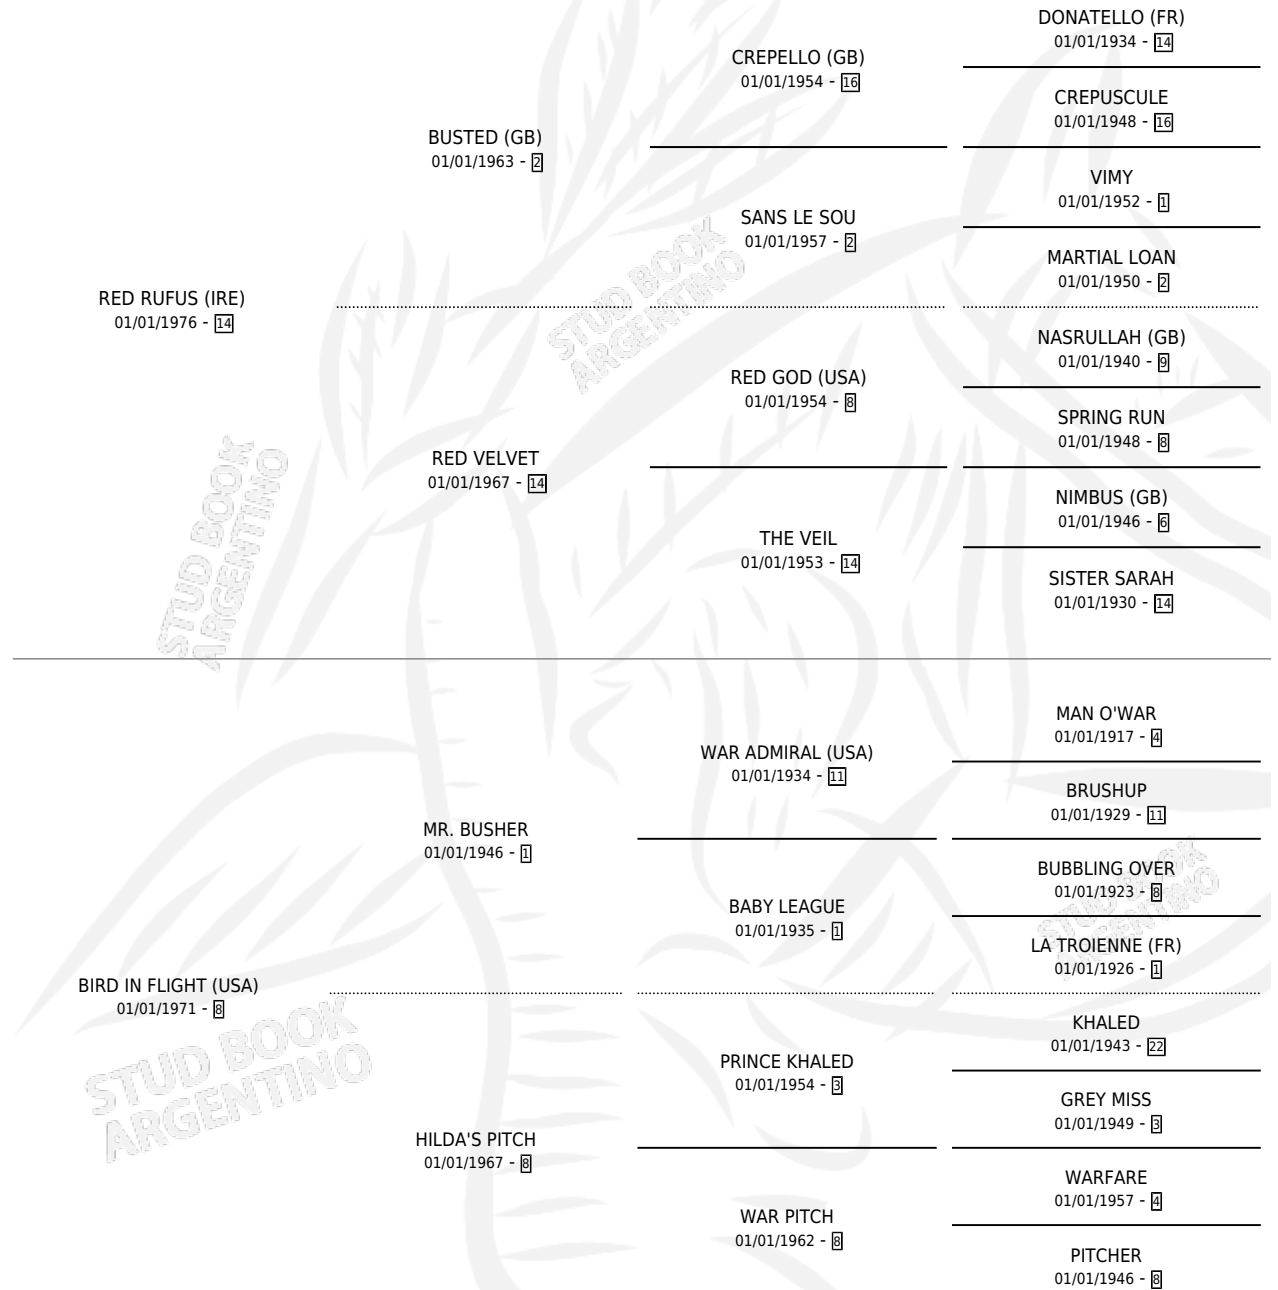 DONATELLO (FR)
01/01/1934 - 14
CREPELLO (GB)
01/01/1954 - 16
CREPUSCULE
01/01/1948 - 16
BUSTED (GB)
01/01/1963 - 2
VIMY
01/01/1952 - 1
SANS LE SOU
01/01/1957 - 2
MARTIAL LOAN
01/01/1950 - 2
RED RUFUS (IRE)
01/01/1976 - 14
NASRULLAH (GB)
01/01/1940 - 9
RED GOD (USA)
01/01/1954 - 8
SPRING RUN
01/01/1948 - 8
RED VELVET
01/01/1967 - 14
NIMBUS (GB)
01/01/1946 - 6
THE VEIL
01/01/1953 - 14
SISTER SARAH
01/01/1930 - 14
MAN O'WAR
01/01/1917 - 4
WAR ADMIRAL (USA)
01/01/1934 - 11
BRUSHUP
01/01/1929 - 11
MR. BUSHER
01/01/1946 - 1
BUBBLING OVER
01/01/1923 - 8
BABY LEAGUE
01/01/1935 - 1
LA TROIENNE (FR)
01/01/1926 - 1
BIRD IN FLIGHT (USA)
01/01/1971 - 8
KHALED
01/01/1943 - 22
PRINCE KHALED
01/01/1954 - 3
GREY MISS
01/01/1949 - 3
HILDA'S PITCH
01/01/1967 - 8
WARFARE
01/01/1957 - 4
WAR PITCH
01/01/1962 - 8
PITCHER
01/01/1946 - 8
STUD BOOK
ARGENTINO
STUD BOOK
ARGENTINO
STUD BOOK
ARGENTINO
STUD BOOK
ARGENTINO